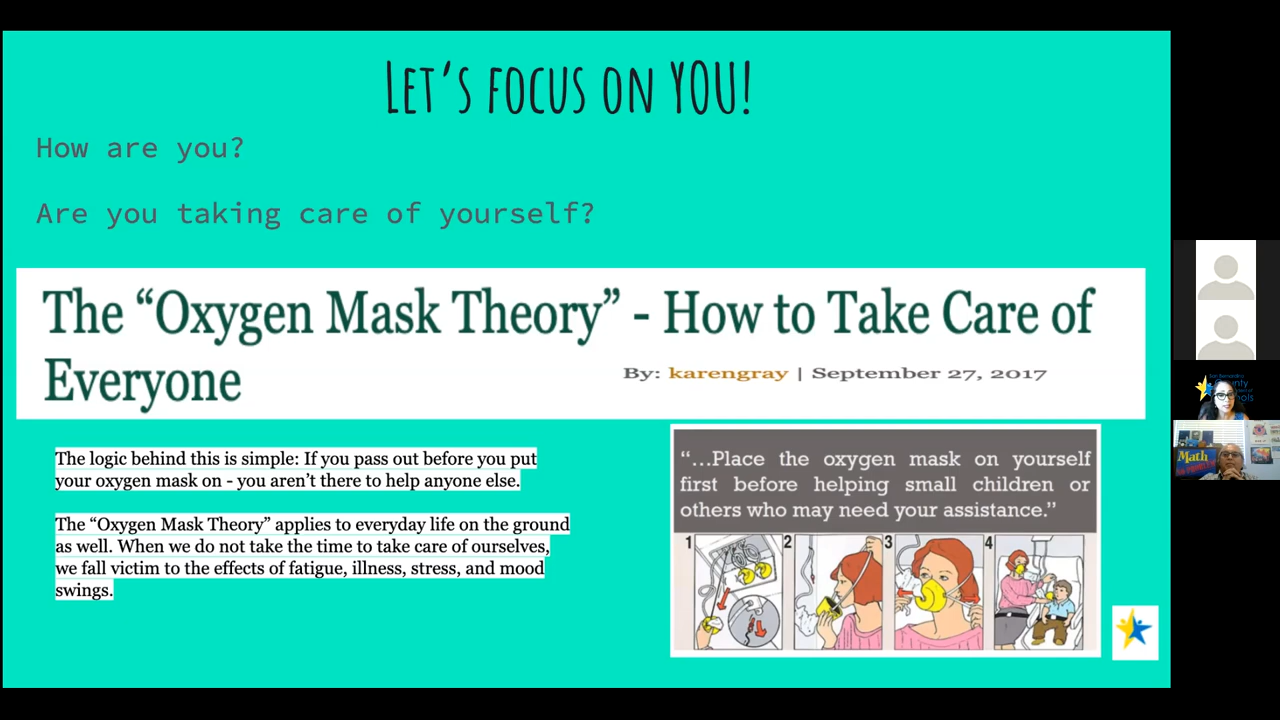 Let's focus on YOU!
How are you?
Are you taking care of yourself?
The “Oxygen Mask Theory” - How to Take Care of
Everyone
By: karengray | September 27, 2017
The logic behind this is simple: If you pass out before you put
your oxygen mask on - you aren't there to help anyone else.
The “Oxygen Mask Theory” applies to everyday life on the ground
as well. When we do not take the time to take care of ourselves,
we fall victim to the effects of fatigue, illness, stress, and mood
swings.
“...Place the oxygen mask on yourself
first before helping small children or
others who may need your assistance.”
1 2 3 4
San Bernardino
County
Math